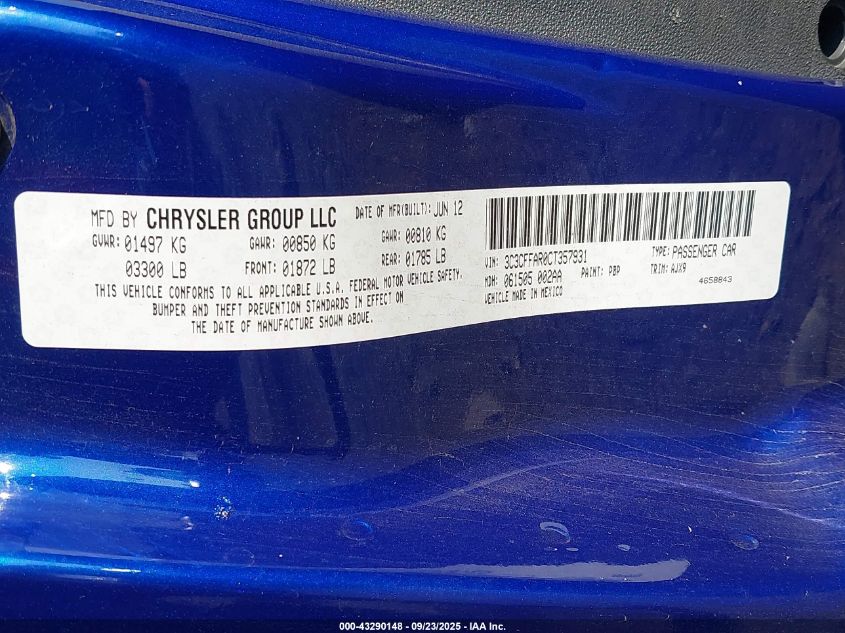 MFD BY CHRYSLER GROUP LLC
DATE OF MFR(BUILT): JUN 12
GVWR: 01497 KG
GAWR: 00850 KG
GAWR: 00810 KG
03300 LB
FRONT: 01872 LB
REAR: 01785 LB
THIS VEHICLE CONFORMS TO ALL APPLICABLE U.S.A. FEDERAL MOTOR VEHICLE SAFETY,
BUMPER AND THEFT PREVENTION STANDARDS IN EFFECT ON
THE DATE OF MANUFACTURE SHOWN ABOVE.
VIN: 3C3CFFAR0CT357931
TYPE: PASSENGER CAR
MDH: 061505 002AA
PAINT: PBP
TRIM: AJX9
VEHICLE MADE IN MEXICO
4658843
000-43290148 - 09/23/2025 - IAA Inc.